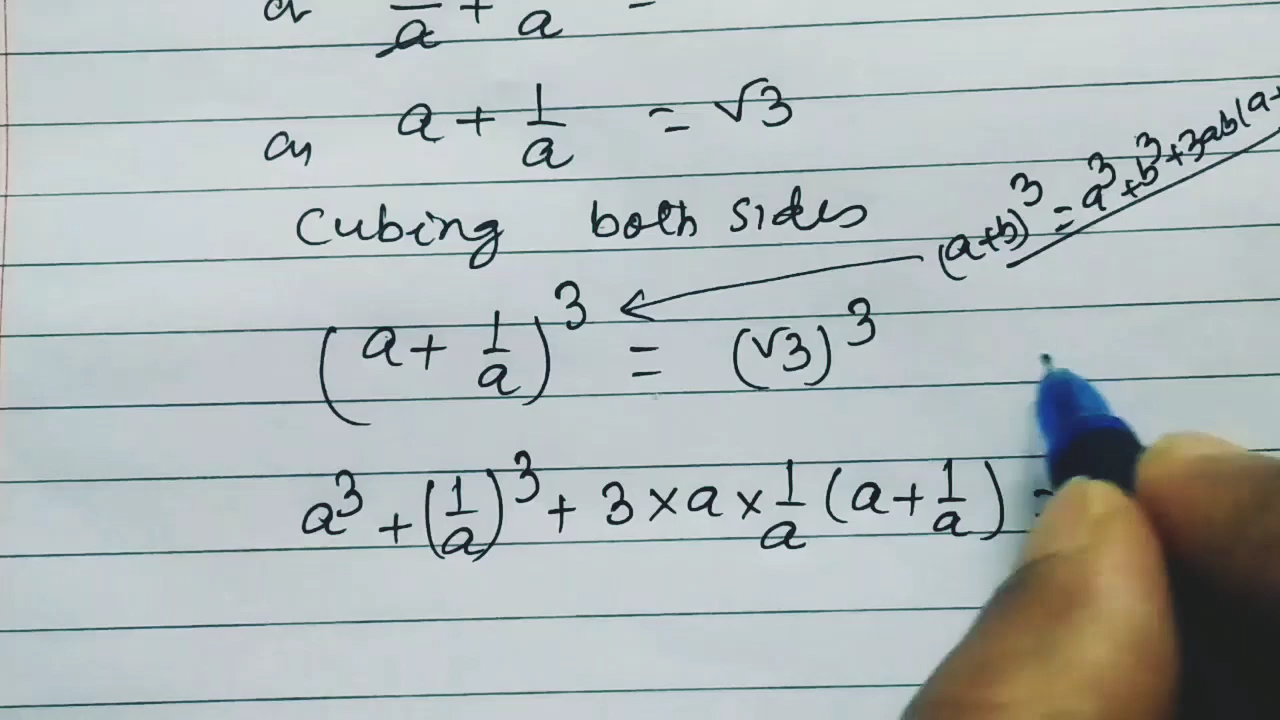 a + a =
a + 1/a = √3
Cubing both sides
(a+b)³ = a³+b³+3ab(a+
(a + 1/a)³ = (√3)³
a³ + (1/a)³ + 3 × a × 1/a (a + 1/a) =